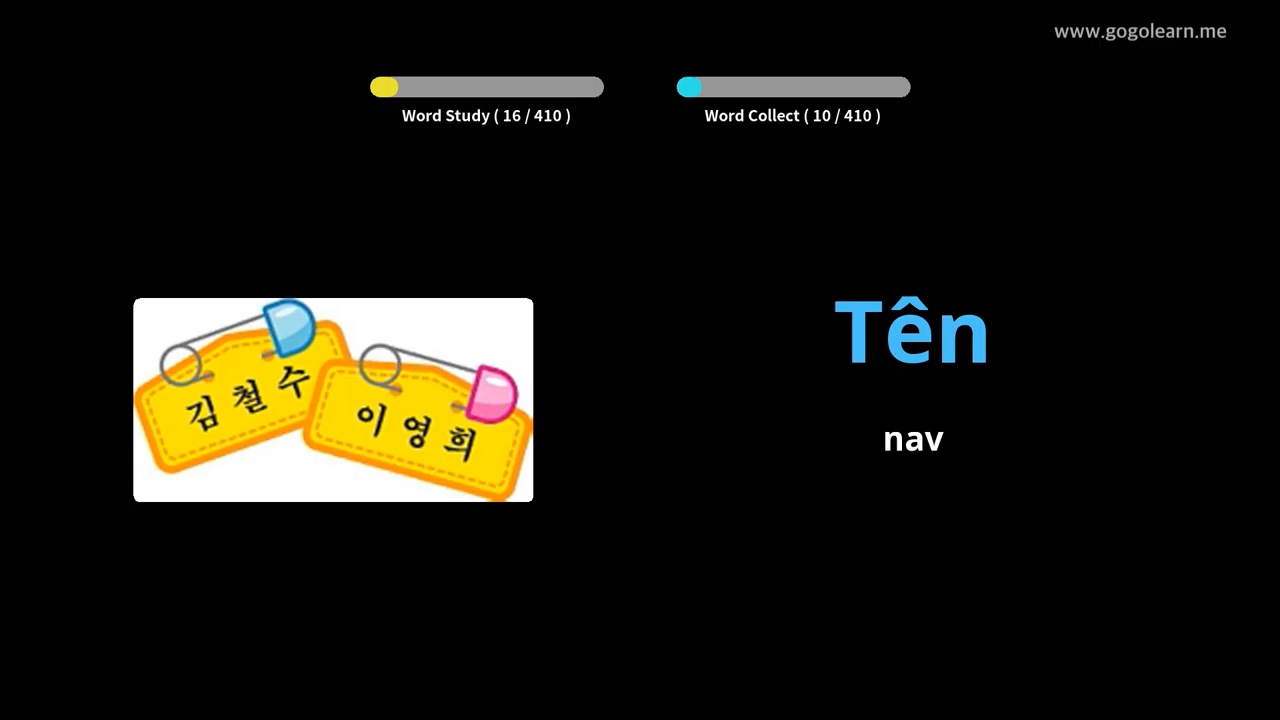 www.gogolearn.me
Word Study ( 16 / 410 )
Word Collect ( 10 / 410 )
김철수
이영희
Tên
nav